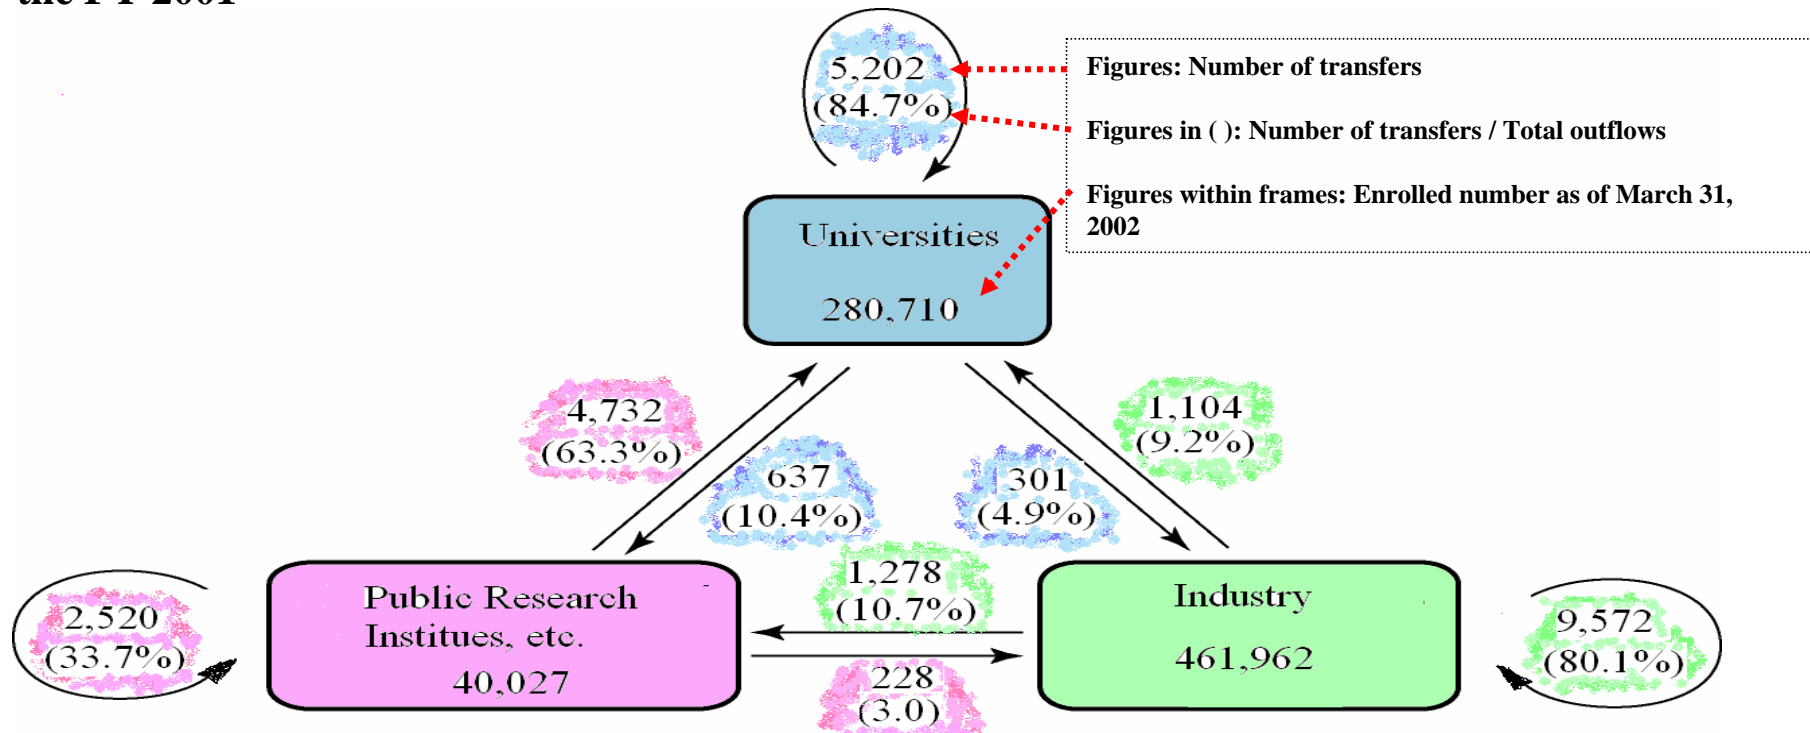 the FY 2001
5,202
(84.7%)
Figures: Number of transfers
Figures in ( ): Number of transfers / Total outflows
Figures within frames: Enrolled number as of March 31,
2002
Universities
280,710
4,732
(63.3%)
1,104
(9.2%)
637
(10.4%)
301
(4.9%)
1,278
(10.7%)
Public Research
Institues, etc.
40,027
Industry
461,962
2,520
(33.7%)
9,572
(80.1%)
228
(3.0)